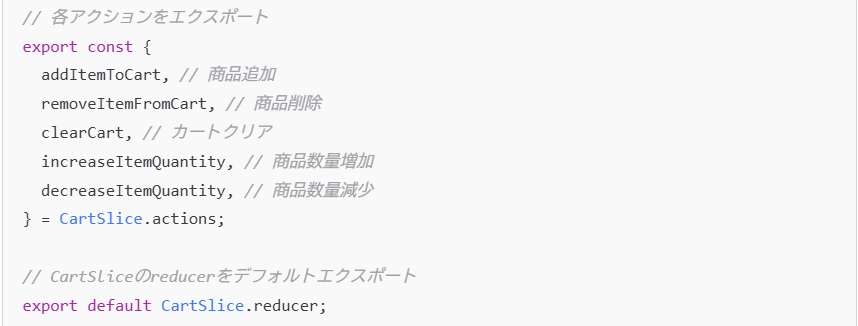 // 各アクションをエクスポート
export const {
  addItemToCart, // 商品追加
  removeItemFromCart, // 商品削除
  clearCart, // カートクリア
  increaseItemQuantity, // 商品数量増加
  decreaseItemQuantity, // 商品数量減少
} = CartSlice.actions;

// CartSliceのreducerをデフォルトエクスポート
export default CartSlice.reducer;